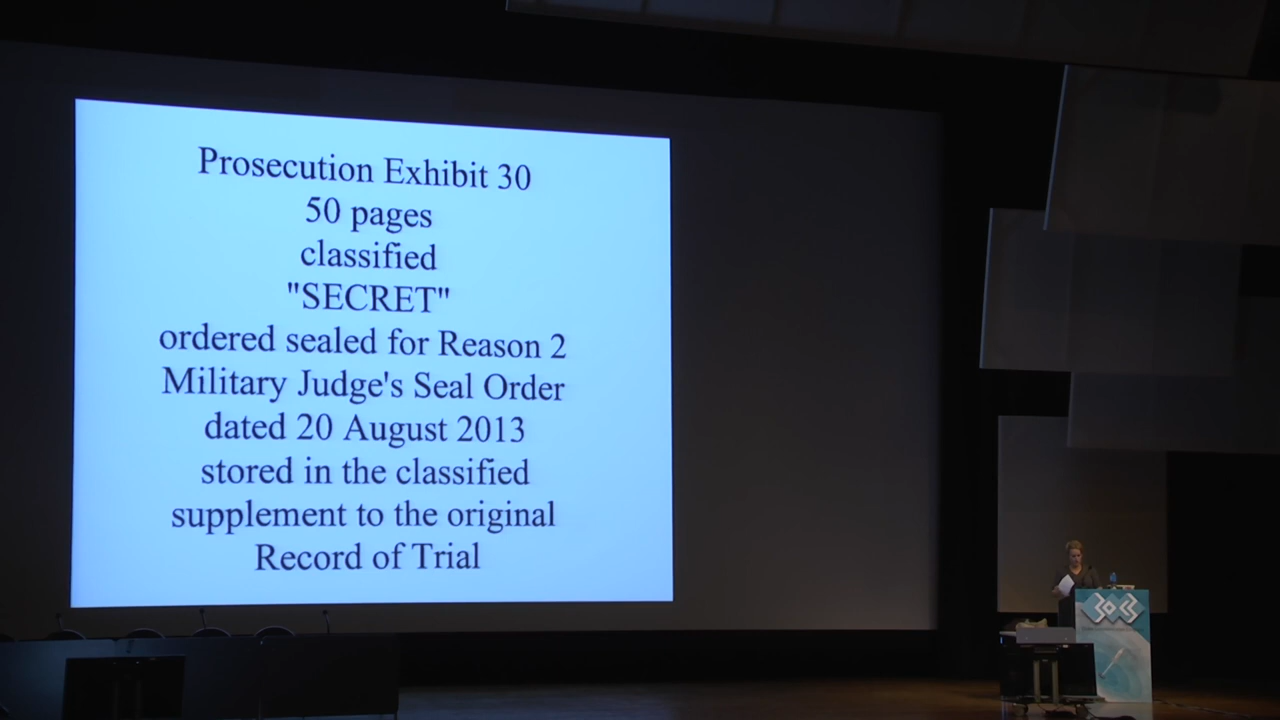 Prosecution Exhibit 30
50 pages
classified
"SECRET"
ordered sealed for Reason 2
Military Judge's Seal Order
dated 20 August 2013
stored in the classified
supplement to the original
Record of Trial
30C3